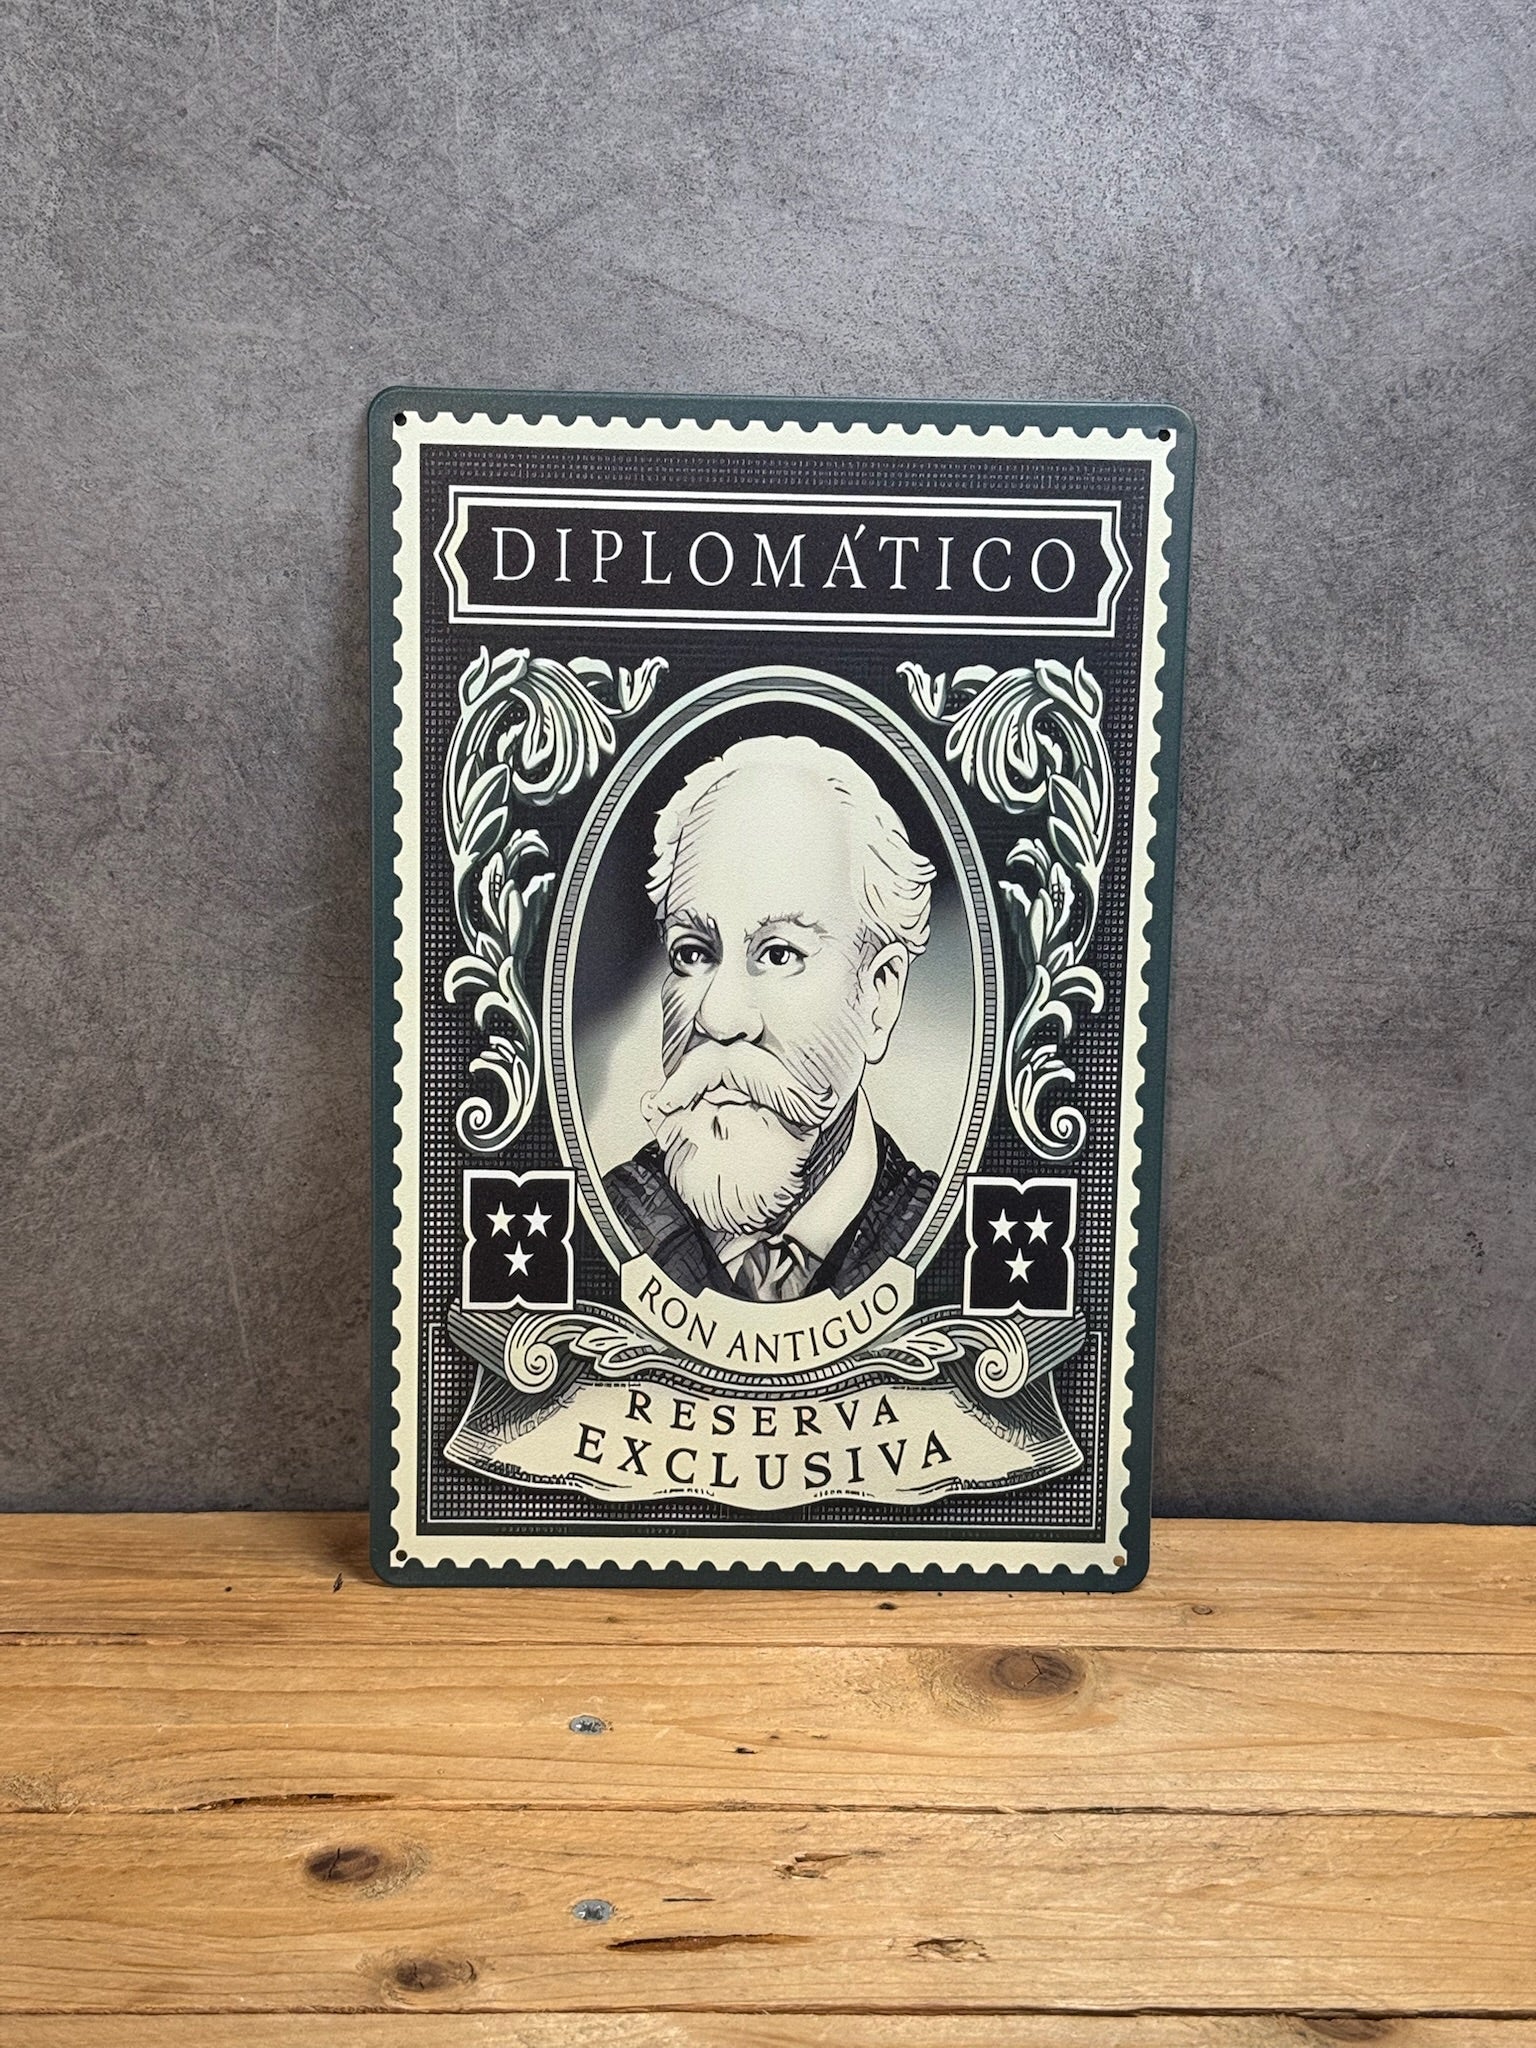 DIPLOMÁTICO
RON ANTIGUO
RESERVA
EXCLUSIVA